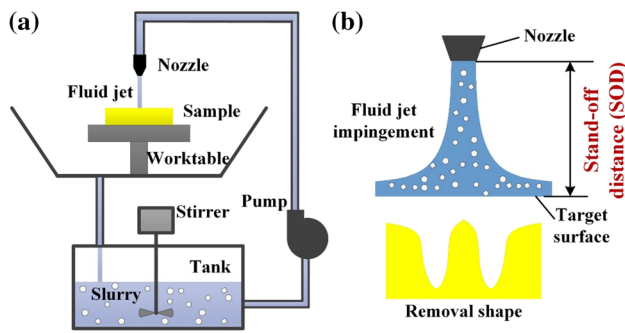 (a)
Nozzle
Fluid jet
Sample
Worktable
Stirrer
Pump
Tank
Slurry
(b)
Nozzle
Fluid jet
impingement
Stand-off
distance (SOD)
Target
surface
Removal shape